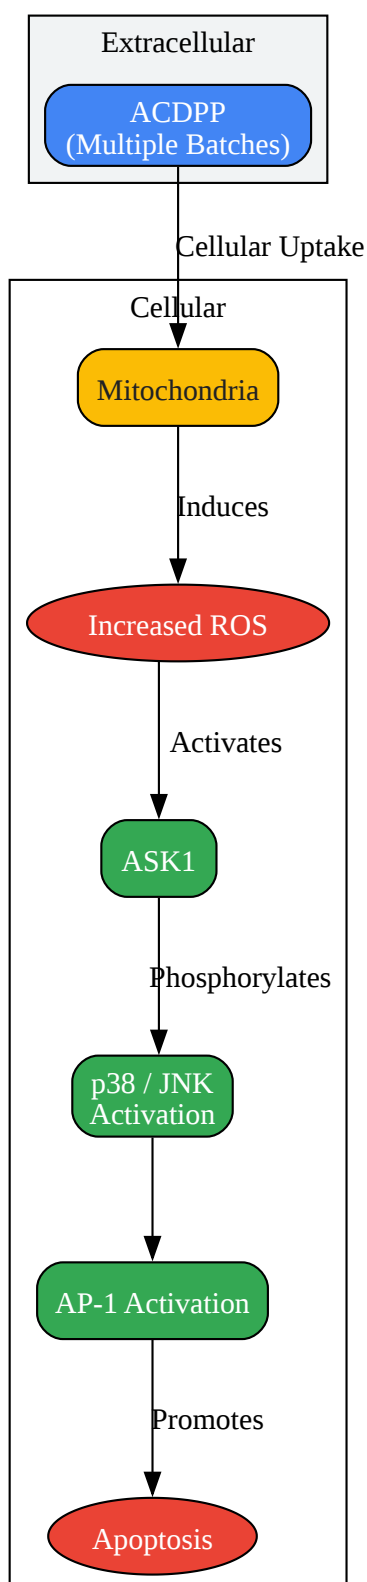 Extracellular
ACDPP
(Multiple Batches)
Cellular Uptake
Cellular
Mitochondria
Induces
Increased ROS
Activates
ASK1
Phosphorylates
p38 / JNK
Activation
AP-1 Activation
Promotes
Apoptosis